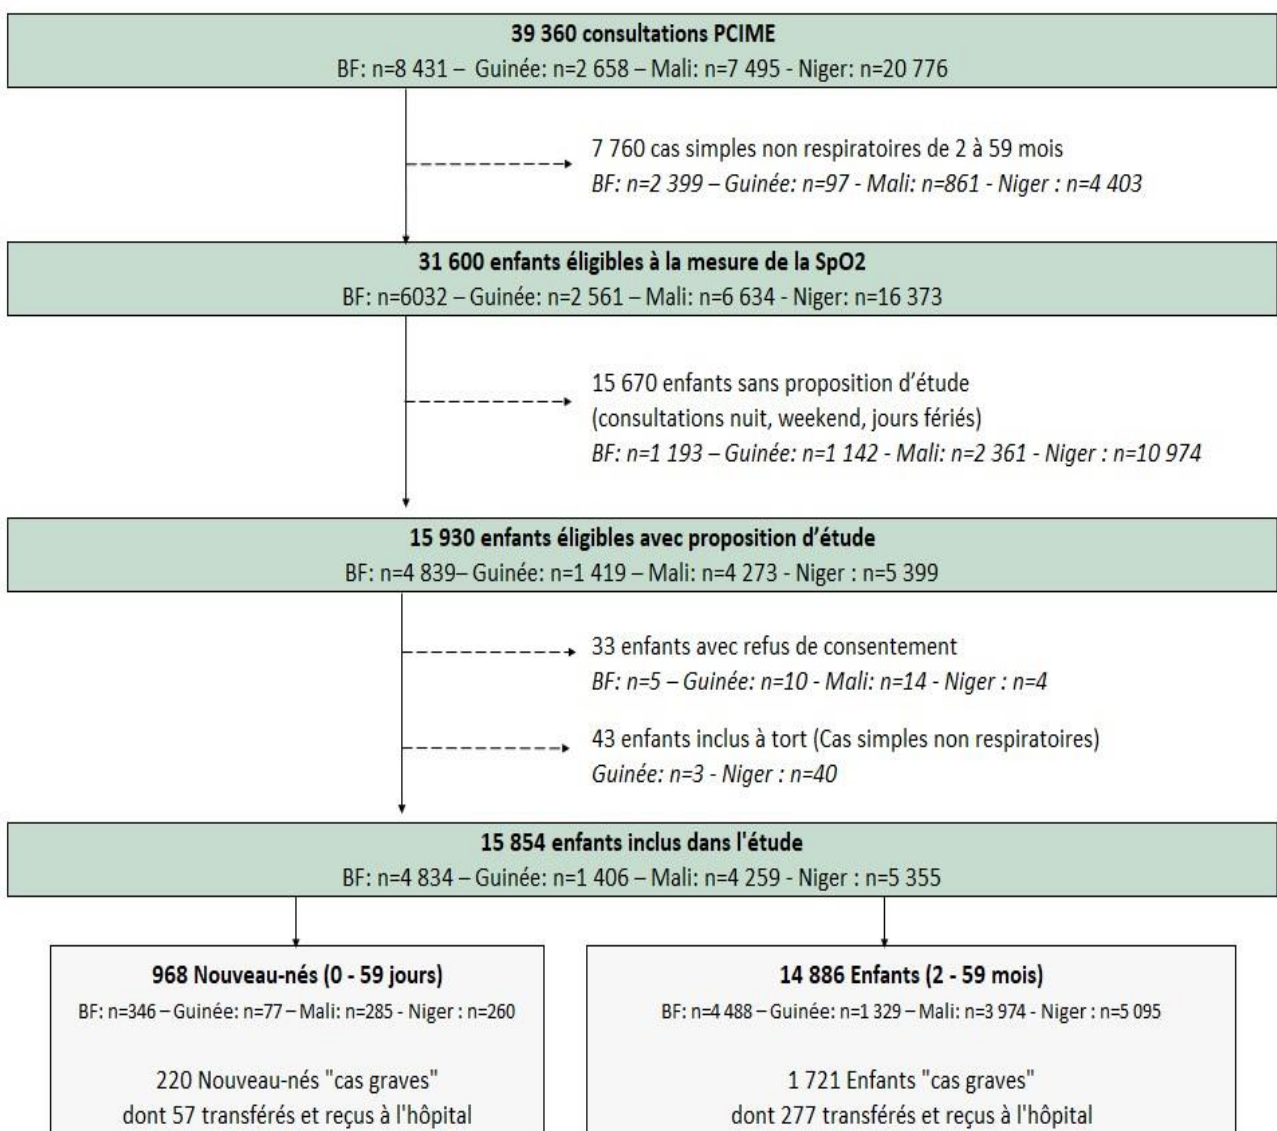 39 360 consultations PCIME
BF: n=8 431 – Guinée: n=2 658 – Mali: n=7 495 - Niger: n=20 776
7 760 cas simples non respiratoires de 2 à 59 mois
BF: n=2 399 – Guinée: n=97 - Mali: n=861 - Niger : n=4 403
31 600 enfants éligibles à la mesure de la SpO2
BF: n=6032 – Guinée: n=2 561 – Mali: n=6 634 - Niger: n=16 373
15 670 enfants sans proposition d’étude
(consultations nuit, weekend, jours fériés)
BF: n=1 193 – Guinée: n=1 142 - Mali: n=2 361 - Niger : n=10 974
15 930 enfants éligibles avec proposition d’étude
BF: n=4 839– Guinée: n=1 419 – Mali: n=4 273 - Niger : n=5 399
33 enfants avec refus de consentement
BF: n=5 – Guinée: n=10 - Mali: n=14 - Niger : n=4
43 enfants inclus à tort (Cas simples non respiratoires)
Guinée: n=3 - Niger : n=40
15 854 enfants inclus dans l'étude
BF: n=4 834 – Guinée: n=1 406 – Mali: n=4 259 - Niger : n=5 355
968 Nouveau-nés (0 - 59 jours)
BF: n=346 – Guinée: n=77 – Mali: n=285 - Niger : n=260
220 Nouveau-nés "cas graves"
dont 57 transférés et reçus à l'hôpital
14 886 Enfants (2 - 59 mois)
BF: n=4 488 – Guinée: n=1 329 – Mali: n=3 974 - Niger : n=5 095
1 721 Enfants "cas graves"
dont 277 transférés et reçus à l'hôpital